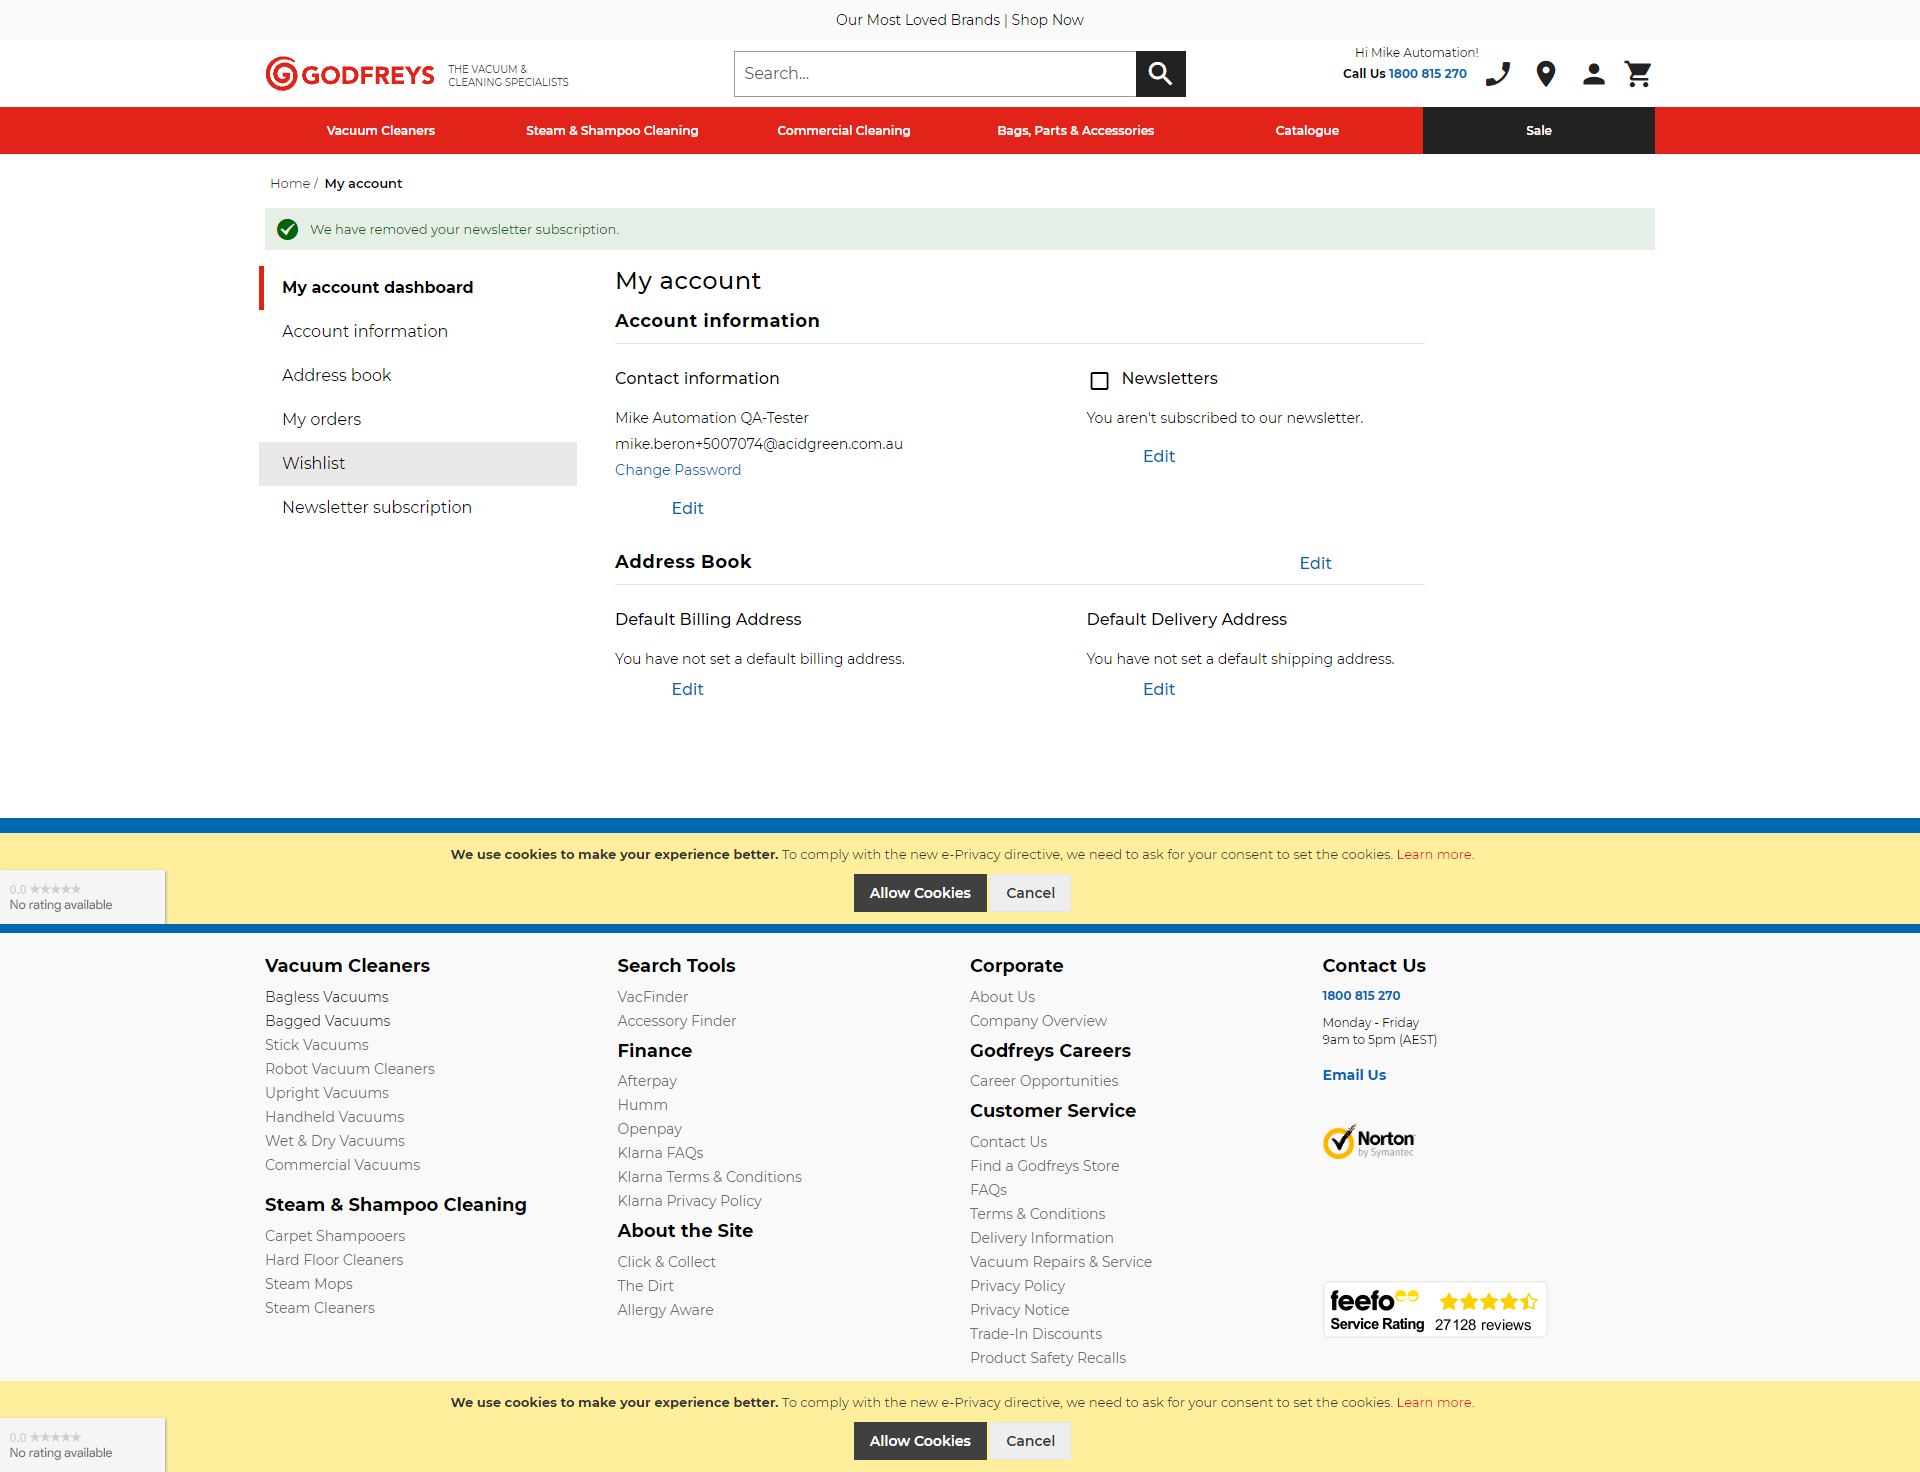 Our Most Loved Brands | Shop Now
GODFREYS
THE VACUUM &
CLEANING SPECIALISTS
Search...
Hi Mike Automation!
Call Us 1800 815 270
Vacuum Cleaners
Steam & Shampoo Cleaning
Commercial Cleaning
Bags, Parts & Accessories
Catalogue
Sale
Home / My account
We have removed your newsletter subscription.
My account dashboard
Account information
Address book
My orders
Wishlist
Newsletter subscription
My account
Account information
Contact information
Mike Automation QA-Tester
mike.beron+5007074@acidgreen.com.au
Change Password
Edit
Newsletters
You aren't subscribed to our newsletter.
Edit
Address Book
Edit
Default Billing Address
You have not set a default billing address.
Edit
Default Delivery Address
You have not set a default shipping address.
Edit
We use cookies to make your experience better. To comply with the new e-Privacy directive, we need to ask for your consent to set the cookies. Learn more.
Allow Cookies
Cancel
0.0
No rating available
Vacuum Cleaners
Bagless Vacuums
Bagged Vacuums
Stick Vacuums
Robot Vacuum Cleaners
Upright Vacuums
Handheld Vacuums
Wet & Dry Vacuums
Commercial Vacuums
Steam & Shampoo Cleaning
Carpet Shampooers
Hard Floor Cleaners
Steam Mops
Steam Cleaners
Search Tools
VacFinder
Accessory Finder
Finance
Afterpay
Humm
Openpay
Klarna FAQs
Klarna Terms & Conditions
Klarna Privacy Policy
About the Site
Click & Collect
The Dirt
Allergy Aware
Corporate
About Us
Company Overview
Godfreys Careers
Career Opportunities
Customer Service
Contact Us
Find a Godfreys Store
FAQs
Terms & Conditions
Delivery Information
Vacuum Repairs & Service
Privacy Policy
Privacy Notice
Trade-In Discounts
Product Safety Recalls
Contact Us
1800 815 270
Monday - Friday
9am to 5pm (AEST)
Email Us
Norton
by Symantec
feefo
Service Rating 27128 reviews
We use cookies to make your experience better. To comply with the new e-Privacy directive, we need to ask for your consent to set the cookies. Learn more.
Allow Cookies
Cancel
0.0
No rating available